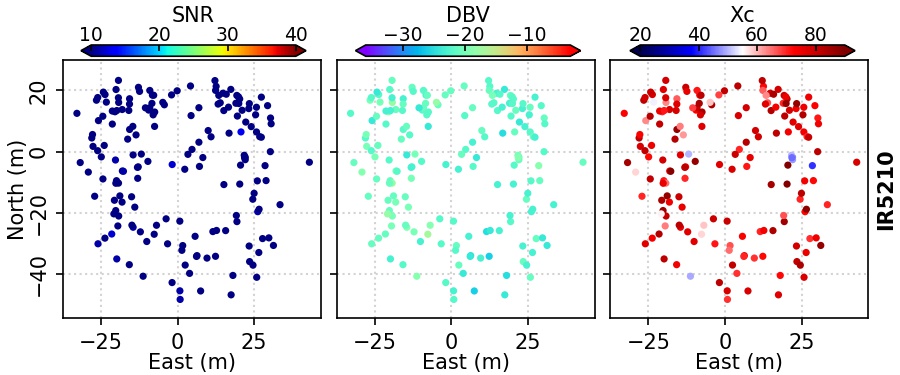 SNR DBV Xc
10 20 30 40 −30 −20 −10 20 40 60 80
20
0
−20
−40
North (m)
−25 0 25 −25 0 25 −25 0 25
East (m) East (m) East (m)
IR5210